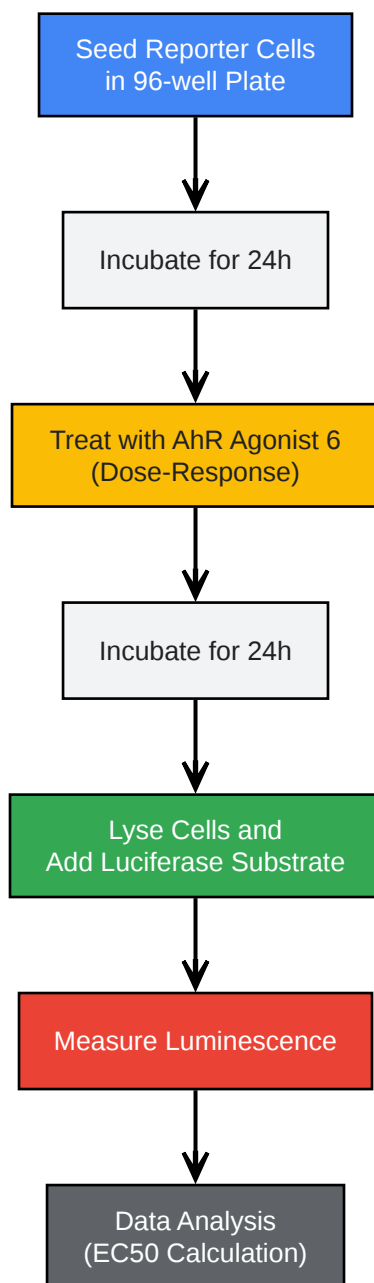 Seed Reporter Cells
in 96-well Plate
Incubate for 24h
Treat with AhR Agonist 6
(Dose-Response)
Incubate for 24h
Lyse Cells and
Add Luciferase Substrate
Measure Luminescence
Data Analysis
(EC50 Calculation)